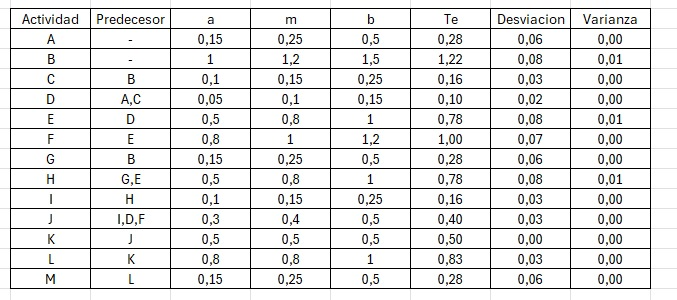 Actividad Predecesor a m b Te Desviacion Varianza
A - 0,15 0,25 0,5 0,28 0,06 0,00
B - 1 1,2 1,5 1,22 0,08 0,01
C B 0,1 0,15 0,25 0,16 0,03 0,00
D A,C 0,05 0,1 0,15 0,10 0,02 0,00
E D 0,5 0,8 1 0,78 0,08 0,01
F E 0,8 1 1,2 1,00 0,07 0,00
G B 0,15 0,25 0,5 0,28 0,06 0,00
H G,E 0,5 0,8 1 0,78 0,08 0,01
I H 0,1 0,15 0,25 0,16 0,03 0,00
J I,D,F 0,3 0,4 0,5 0,40 0,03 0,00
K J 0,5 0,5 0,5 0,50 0,00 0,00
L K 0,8 0,8 1 0,83 0,03 0,00
M L 0,15 0,25 0,5 0,28 0,06 0,00